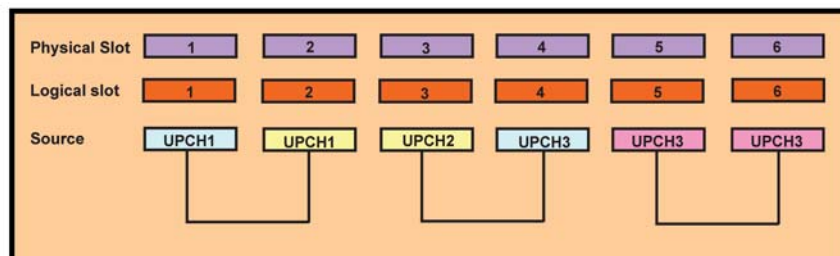 Physical Slot 1 2 3 4 5 6
Logical slot 1 2 3 4 5 6
Source UPCH1 UPCH1 UPCH2 UPCH3 UPCH3 UPCH3